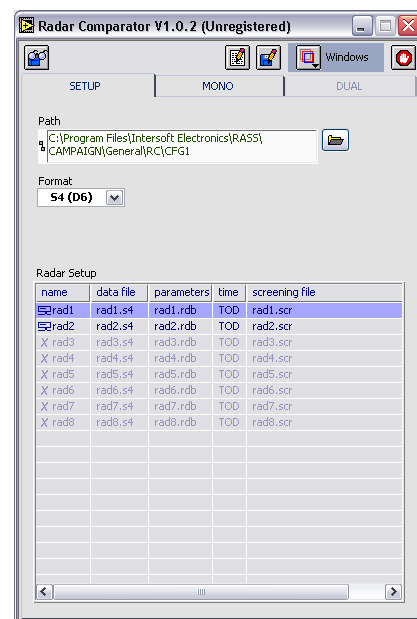 Radar Comparator V1.0.2 (Unregistered)
Windows
SETUP MONO DUAL
Path
C:\Program Files\Intersoft Electronics\RASS\
CAMPAIGN\General\RC\CFG1
Format
S4 (D6)
Radar Setup
name data file parameters time screening file
rad1 rad1.s4 rad1.rdb TOD rad1.scr
rad2 rad2.s4 rad2.rdb TOD rad2.scr
X rad3 rad3.s4 rad3.rdb TOD rad3.scr
X rad4 rad4.s4 rad4.rdb TOD rad4.scr
X rad5 rad5.s4 rad5.rdb TOD rad5.scr
X rad6 rad6.s4 rad6.rdb TOD rad6.scr
X rad7 rad7.s4 rad7.rdb TOD rad7.scr
X rad8 rad8.s4 rad8.rdb TOD rad8.scr